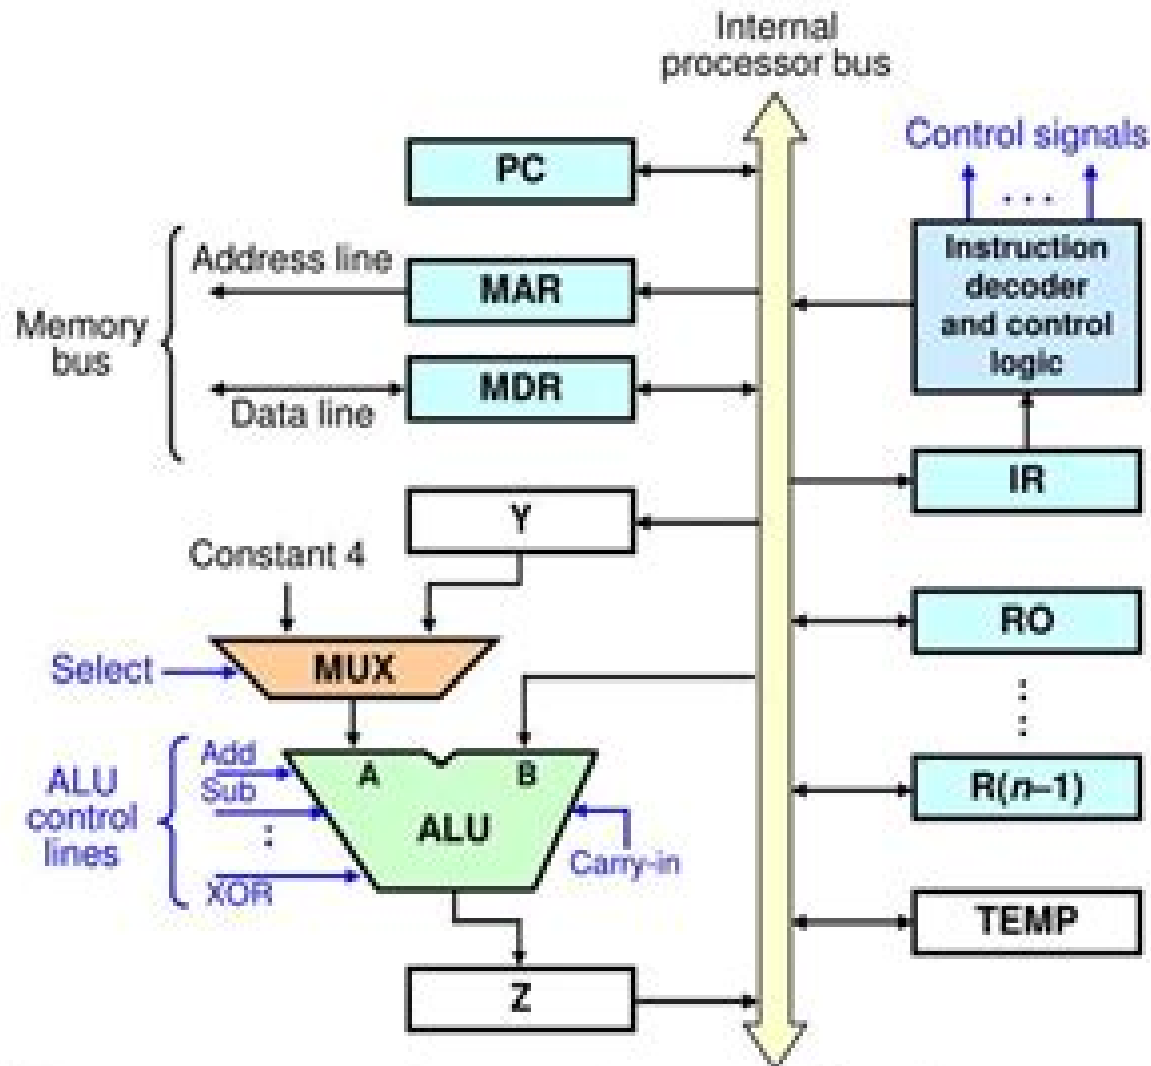 Internal
processor bus
PC
Control signals
. . .
Address line
MAR
Instruction
decoder
and control
logic
Memory
bus
MDR
Data line
IR
Y
Constant 4
RO
Select
MUX
Add
A
B
Sub
ALU
control
lines
ALU
R(n–1)
Carry-in
XOR
TEMP
Z